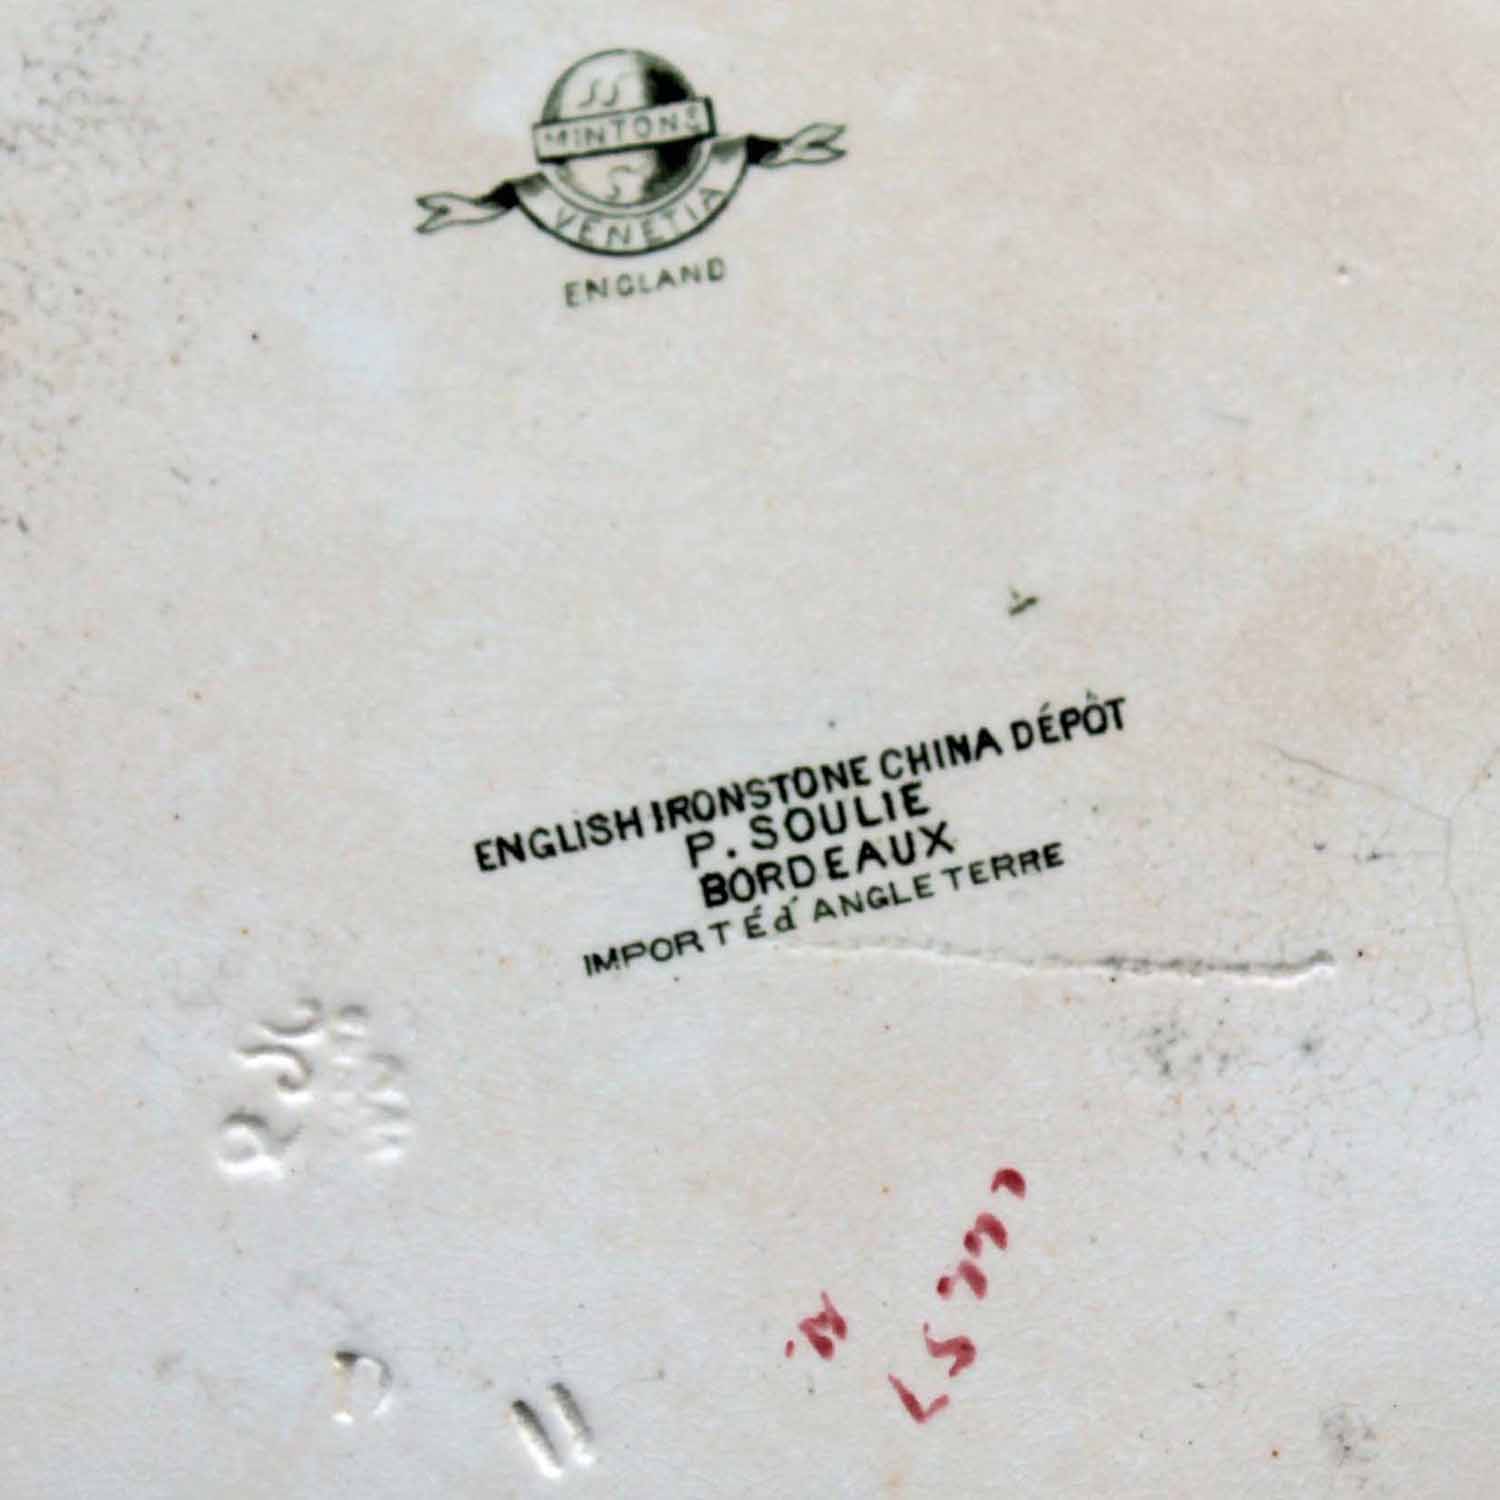 MINTONS
VENETIA
ENGLAND
ENGLISH IRONSTONE CHINA DÉPÔT
P. SOULIE
BORDEAUX
IMPORTÉ d' ANGLETERRE